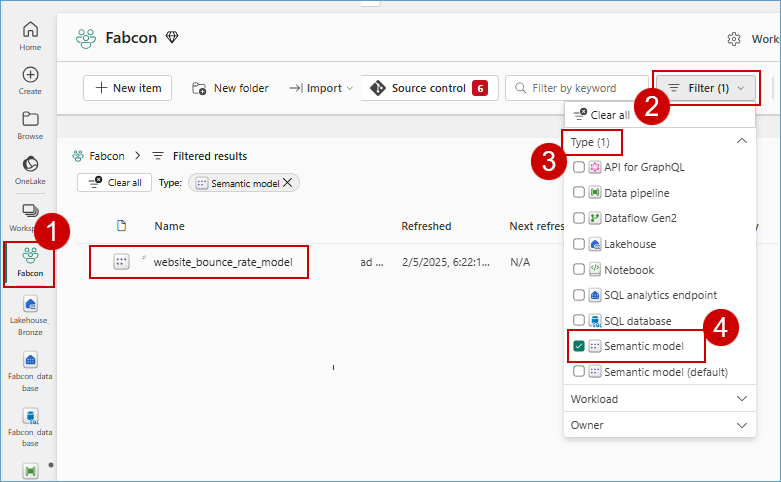 Home
Create
Browse
OneLake
1
Fabcon
Lakehouse_
Bronze
Fabcon_data
base
Fabcon_data
base
SQL
Fabcon
New item
New folder
Import
Source control 6
Filter by keyword
Filter (1)
2
Clear all
Fabcon > Filtered results
Clear all Type: Semantic model
Name Refreshed Next refres
website_bounce_rate_model ad ... 2/5/2025, 6:22:1... N/A
3
Type (1)
API for GraphQL
Data pipeline
Dataflow Gen2
Lakehouse
Notebook
SQL analytics endpoint
SQL database
4
Semantic model
Semantic model (default)
Workload
Owner